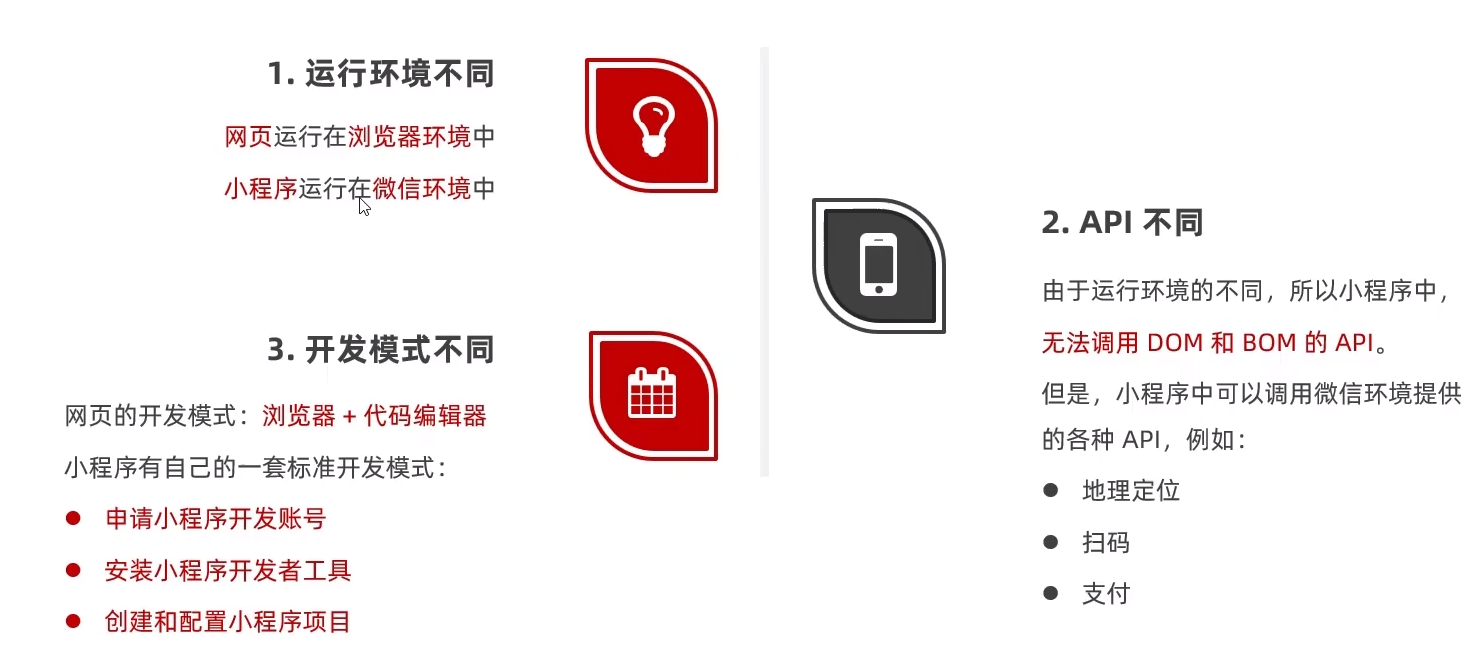 1. 运行环境不同
网页运行在浏览器环境中
小程序运行在微信环境中
2. API 不同
由于运行环境的不同，所以小程序中，
无法调用 DOM 和 BOM 的 API。
但是，小程序中可以调用微信环境提供
的各种 API，例如：
● 地理定位
● 扫码
● 支付
3. 开发模式不同
网页的开发模式：浏览器 + 代码编辑器
小程序有自己的一套标准开发模式：
● 申请小程序开发账号
● 安装小程序开发者工具
● 创建和配置小程序项目